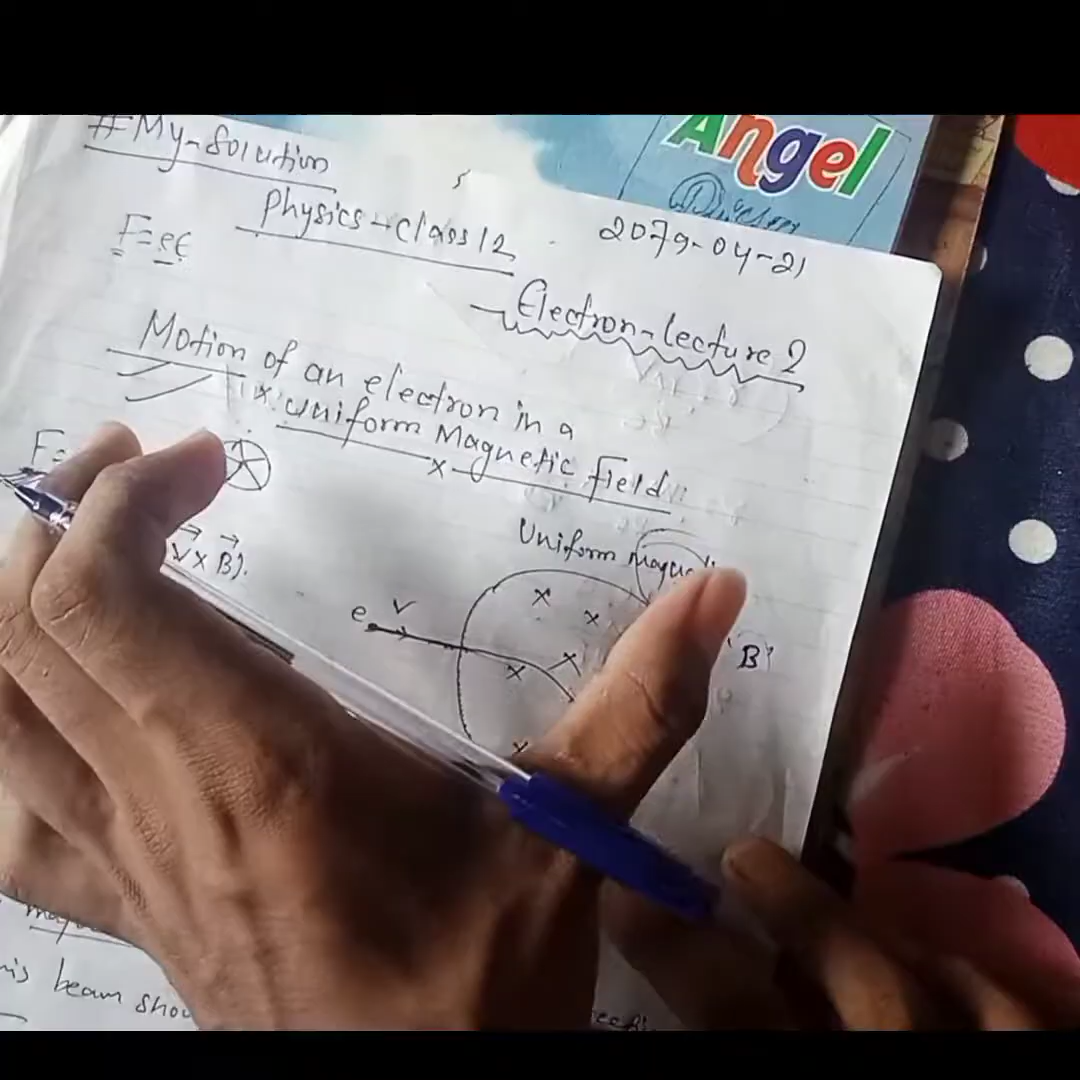 Angel
#My-Solution
Physics-class 12
2079-04-21
F=eE
Electron-lecture 2
Motion of an electron in a
uniform Magnetic field
x x
F=
V x B).
Uniform
e V
x x
'B'
x x
x
beam